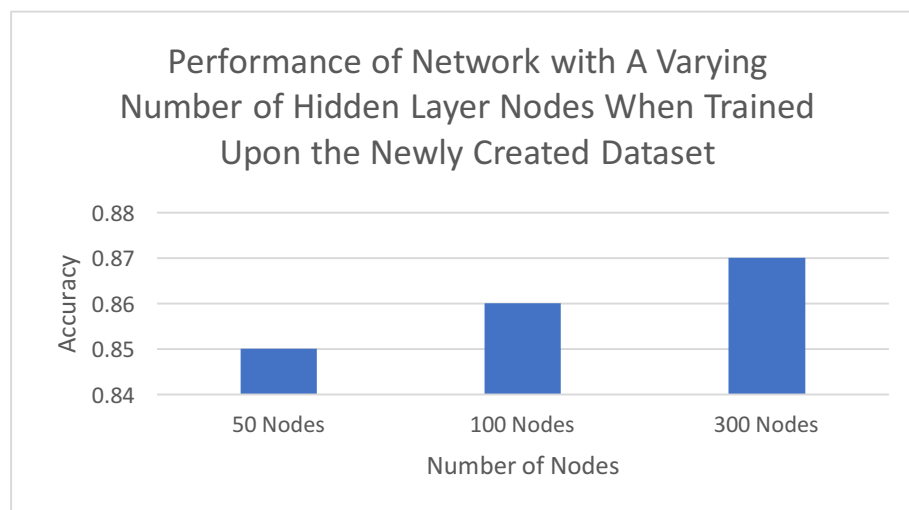 Performance of Network with A Varying
Number of Hidden Layer Nodes When Trained
Upon the Newly Created Dataset
0.88
0.87
0.86
0.85
0.84
Accuracy
50 Nodes
100 Nodes
300 Nodes
Number of Nodes